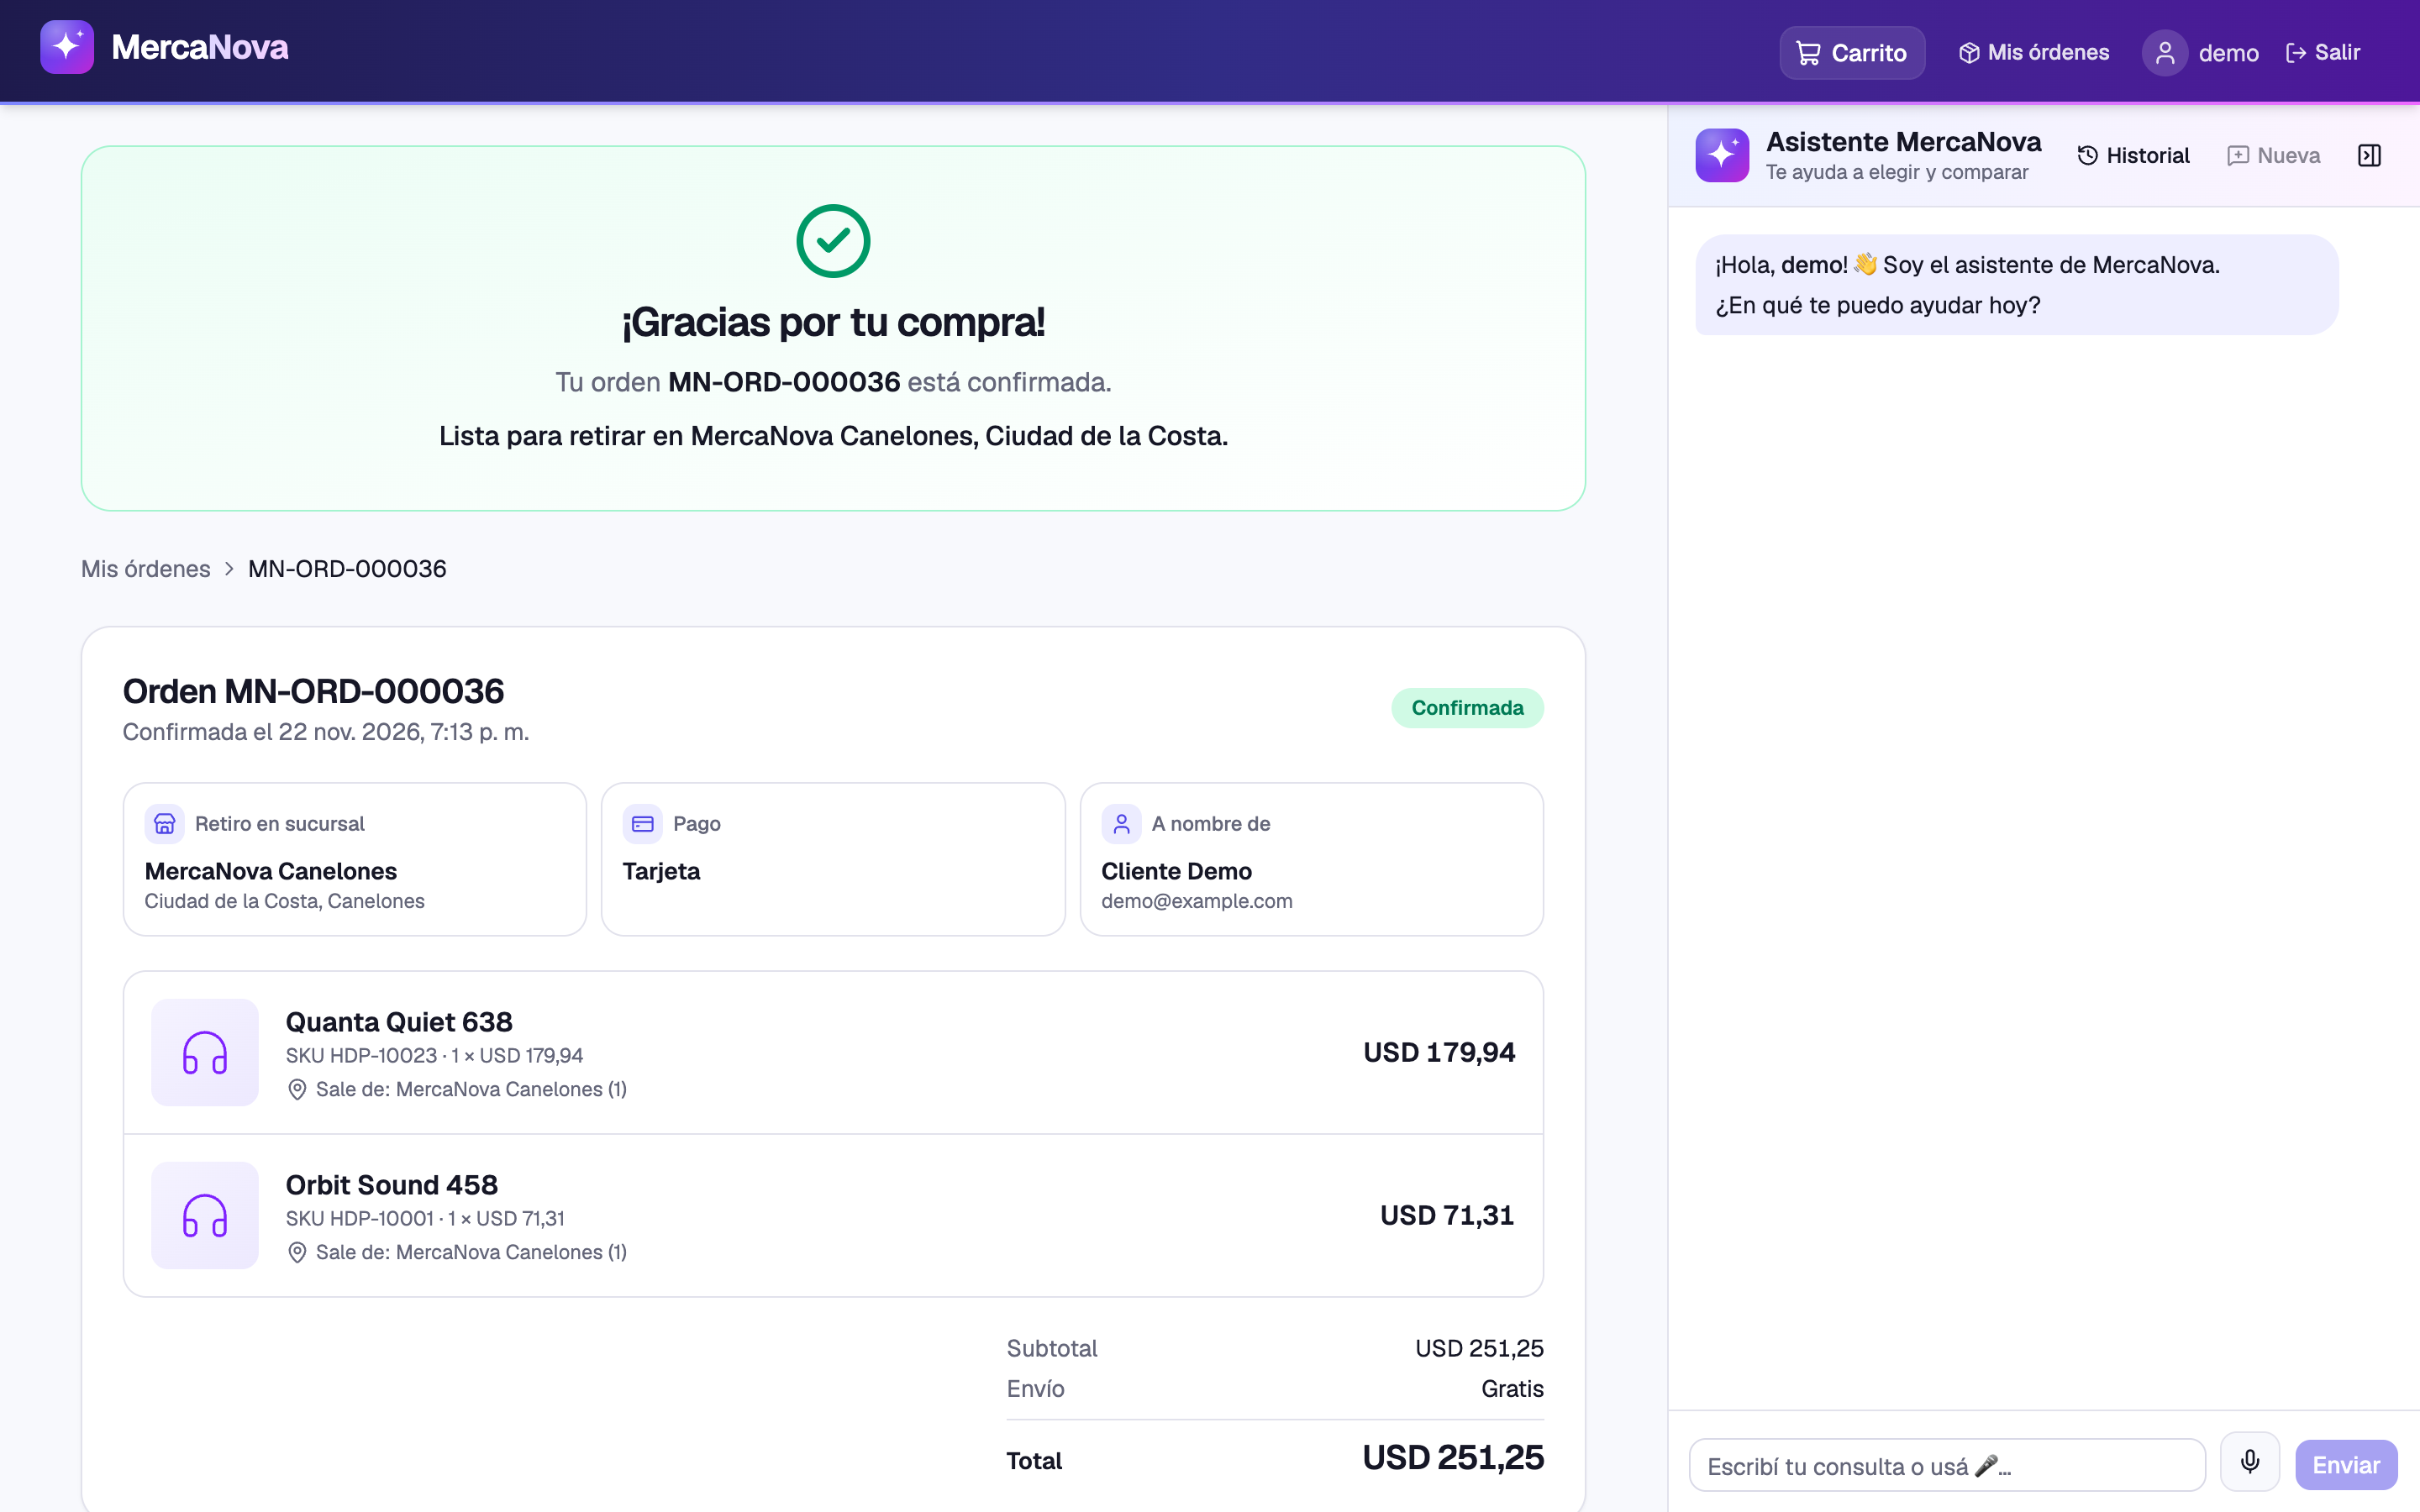 MercaNova
Carrito
Mis órdenes
demo
Salir
¡Gracias por tu compra!
Tu orden MN-ORD-000036 está confirmada.
Lista para retirar en MercaNova Canelones, Ciudad de la Costa.
Mis órdenes > MN-ORD-000036
Orden MN-ORD-000036
Confirmada el 22 nov. 2026, 7:13 p. m.
Confirmada
Retiro en sucursal
MercaNova Canelones
Ciudad de la Costa, Canelones
Pago
Tarjeta
A nombre de
Cliente Demo
demo@example.com
Quanta Quiet 638
SKU HDP-10023 · 1 × USD 179,94
Sale de: MercaNova Canelones (1)
USD 179,94
Orbit Sound 458
SKU HDP-10001 · 1 × USD 71,31
Sale de: MercaNova Canelones (1)
USD 71,31
Subtotal USD 251,25
Envío Gratis
Total USD 251,25
Asistente MercaNova
Te ayuda a elegir y comparar
Historial
Nueva
¡Hola, demo! 👋 Soy el asistente de MercaNova.
¿En qué te puedo ayudar hoy?
Escribí tu consulta o usá 🎤...
Enviar